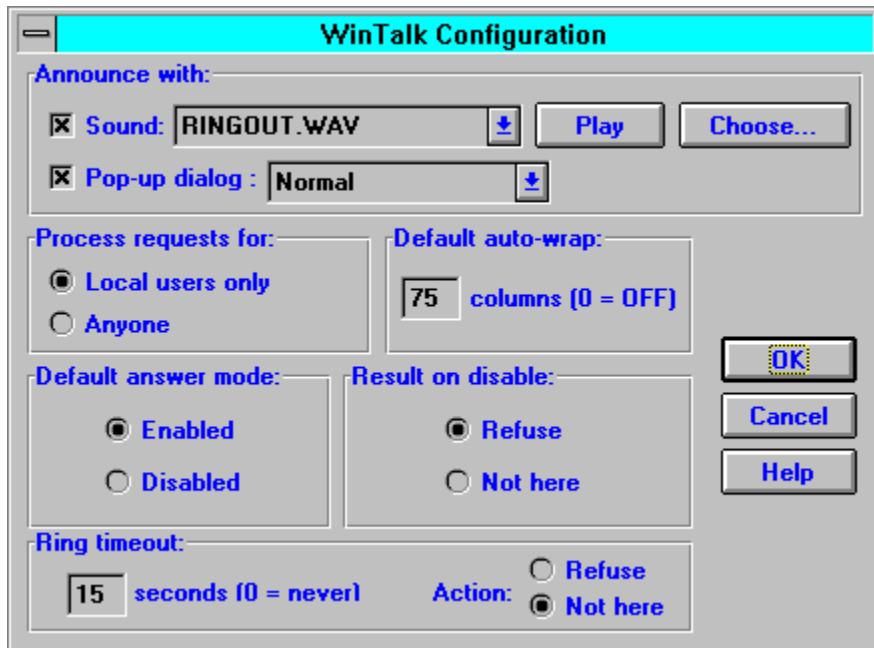 WinTalk Configuration
Announce with:
Sound: RINGOUT.WAV Play Choose...
Pop-up dialog : Normal
Process requests for:
Local users only
Anyone
Default auto-wrap:
75 columns (0 = OFF)
Default answer mode:
Enabled
Disabled
Result on disable:
Refuse
Not here
OK
Cancel
Help
Ring timeout:
15 seconds (0 = never)
Action:
Refuse
Not here